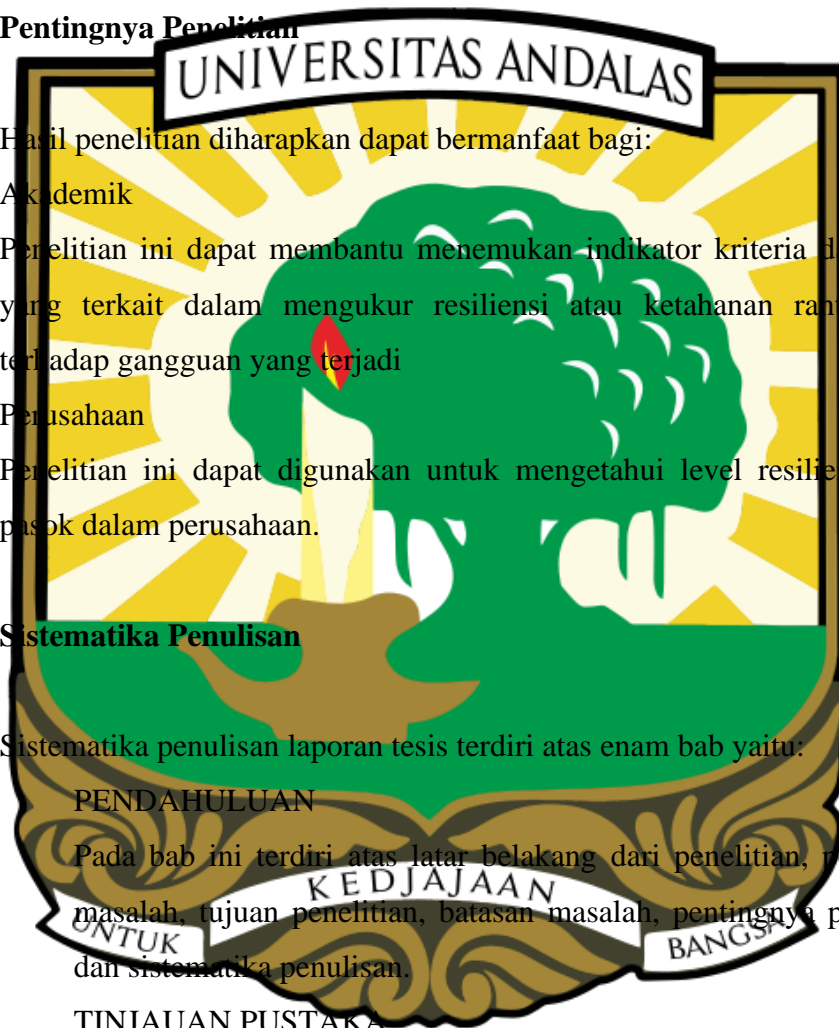 Pentingnya Penelitian
UNIVERSITAS ANDALAS
Hasil penelitian diharapkan dapat bermanfaat bagi:
Akademik
Penelitian ini dapat membantu menemukan indikator kriteria
yang terkait dalam mengukur resiliensi atau ketahanan
terhadap gangguan yang terjadi
Perusahaan
Penelitian ini dapat digunakan untuk mengetahui level
pasok dalam perusahaan.
Sistematika Penulisan
Sistematika penulisan laporan tesis terdiri atas enam bab yaitu:
PENDAHULUAN
Pada bab ini terdiri atas latar belakang dari penelitian,
masalah, tujuan penelitian, batasan masalah, pentingnya
dan sistematika penulisan.
TINJAUAN PUSTAKA
UNTUK KEDJAJAAN BANGSA